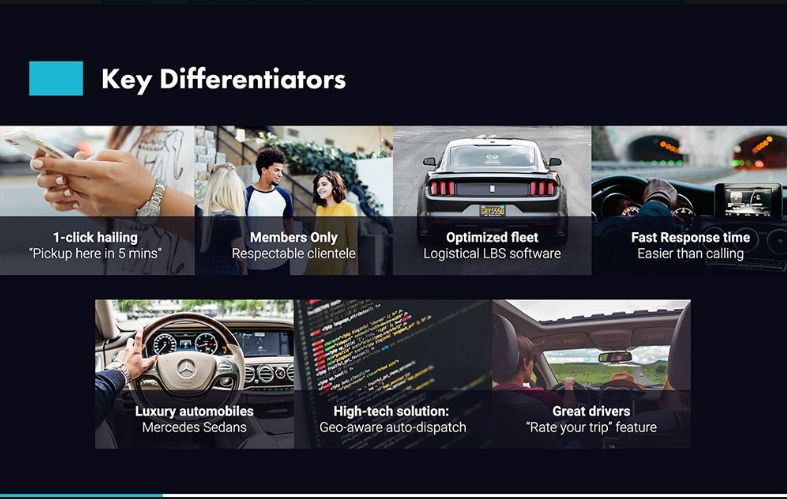 Key Differentiators
1-click hailing
"Pickup here in 5 mins"
Members Only
Respectable clientele
Optimized fleet
Logistical LBS software
Fast Response time
Easier than calling
Luxury automobiles
Mercedes Sedans
High-tech solution:
Geo-aware auto-dispatch
Great drivers
“Rate your trip” feature